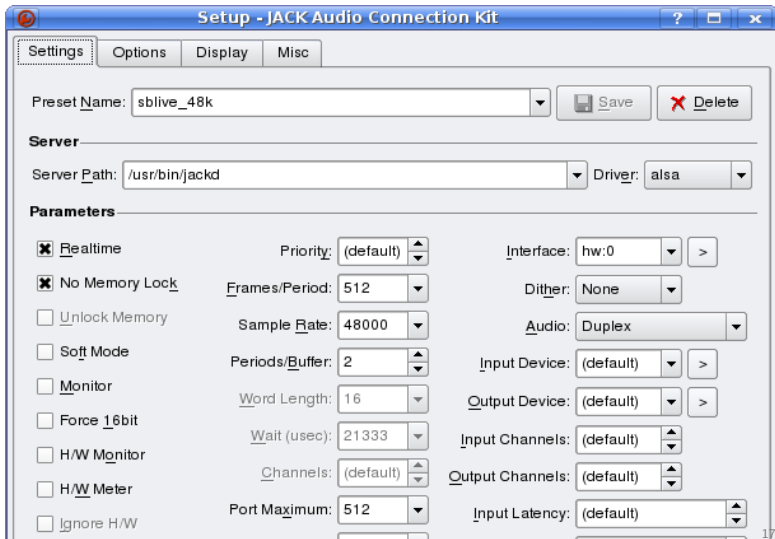 Setup - JACK Audio Connection Kit ?
Settings Options Display Misc
Preset Name: sblive_48k Save Delete
Server
Server Path: /usr/bin/jackd Driver: alsa
Parameters
Realtime Priority: (default) Interface: hw:0 >
No Memory Lock Frames/Period: 512 Dither: None
Unlock Memory Sample Rate: 48000 Audio: Duplex
Soft Mode Periods/Buffer: 2 Input Device: (default) >
Monitor Word Length: 16 Output Device: (default) >
Force 16bit Wait (usec): 21333 Input Channels: (default)
H/W Monitor Channels: (default) Output Channels: (default)
H/W Meter Port Maximum: 512 Input Latency: (default)
Ignore H/W
17